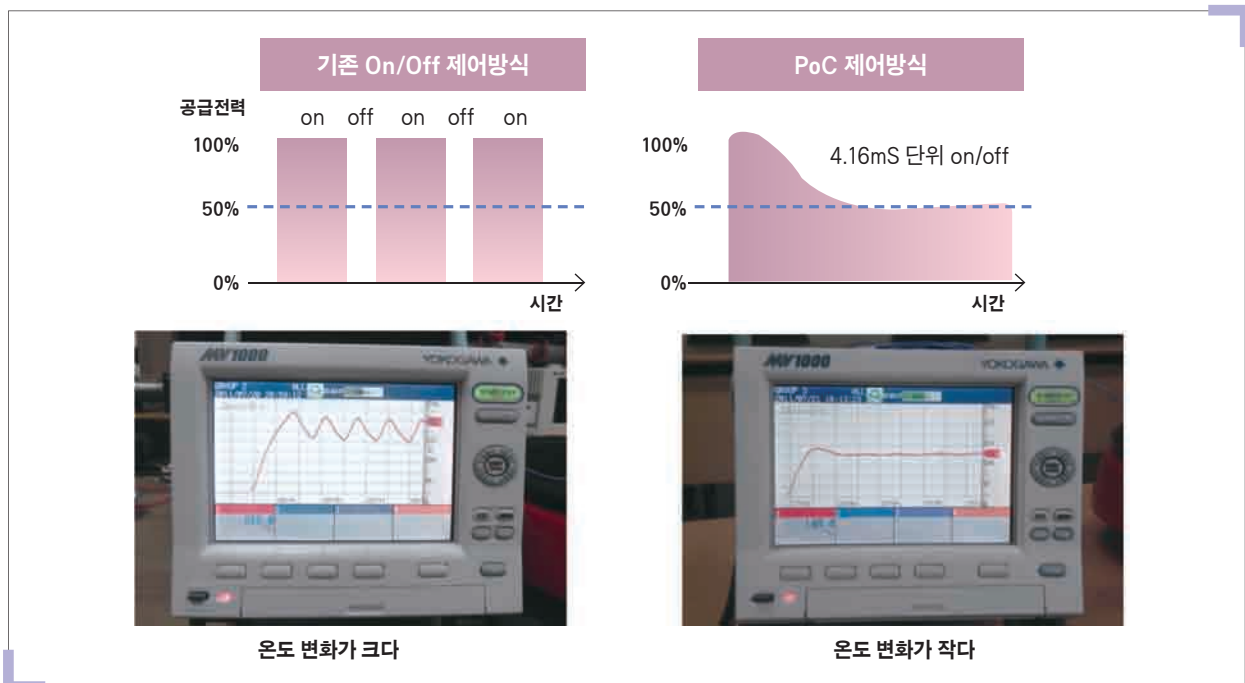 기존 On/Off 제어방식
공급전력
on off on off on
100%
50%
0%
시간
PoC 제어방식
100%
4.16mS 단위 on/off
50%
0%
시간
MV1000
YOKOGAWA
온도 변화가 크다
MV1000
YOKOGAWA
온도 변화가 작다